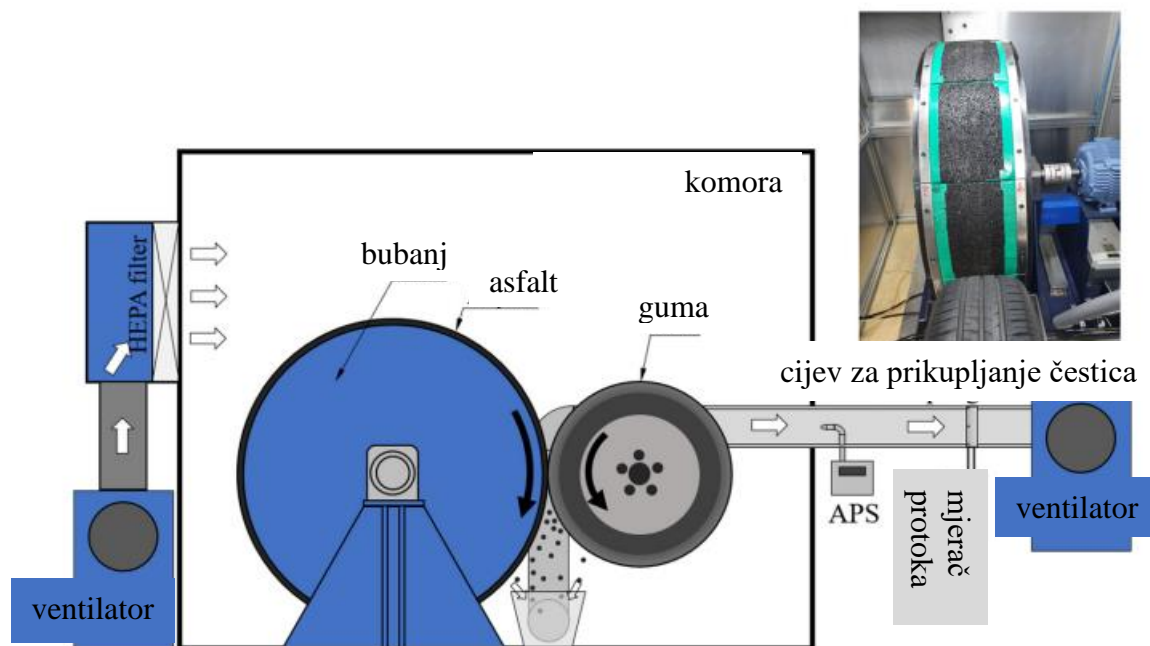 komora
bubanj
asfalt
guma
HEPA filter
cijev za prikupljanje čestica
APS
mjerač
protoka
ventilator
ventilator